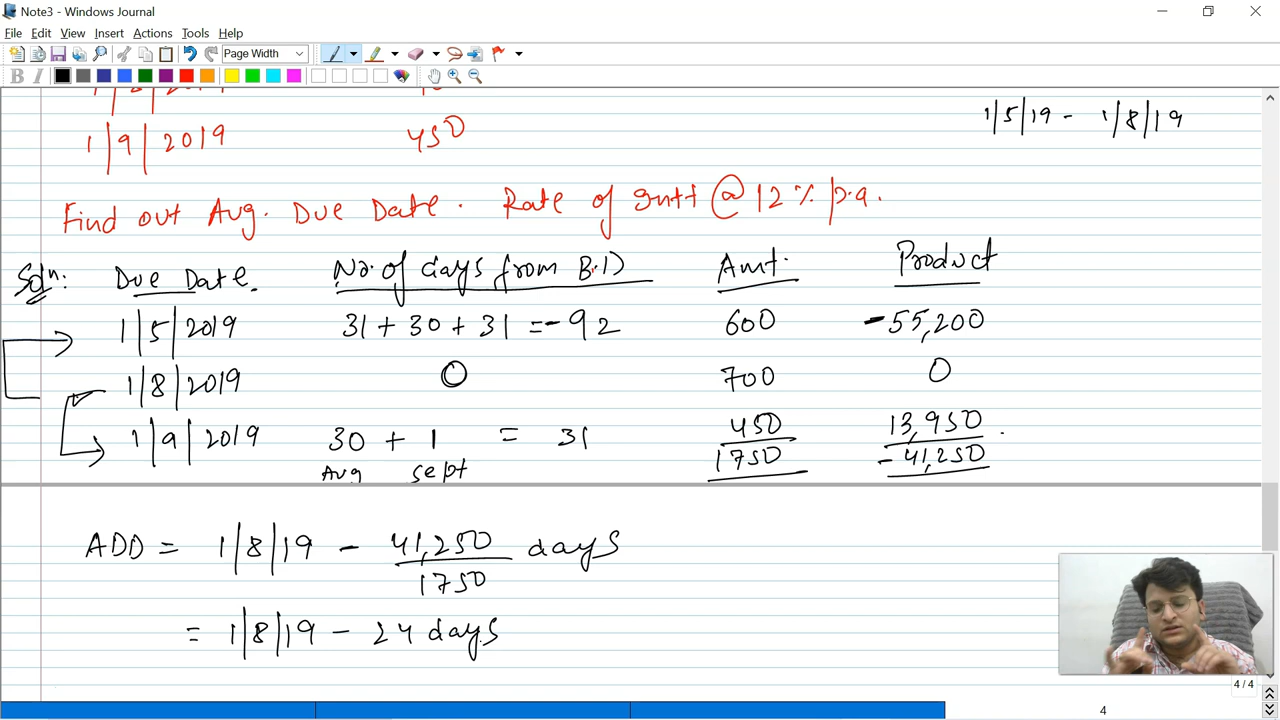 Note3 - Windows Journal
File Edit View Insert Actions Tools Help
Page Width
B I
1/5/19 - 1/8/19
1/9/2019 450
Find out Avg. Due Date. Rate of Intt @ 12% p.a.
Soln: Due Date. No. of days from B.D Amt. Product
1/5/2019 31 + 30 + 31 = - 92 600 - 55,200
1/8/2019 0 700 0
1/9/2019 30 + 1 = 31 450 13,950.
Aug Sept 1750 - 41,250
ADD = 1/8/19 - 41,250/1750 days
= 1/8/19 - 24 days
4 / 4
4